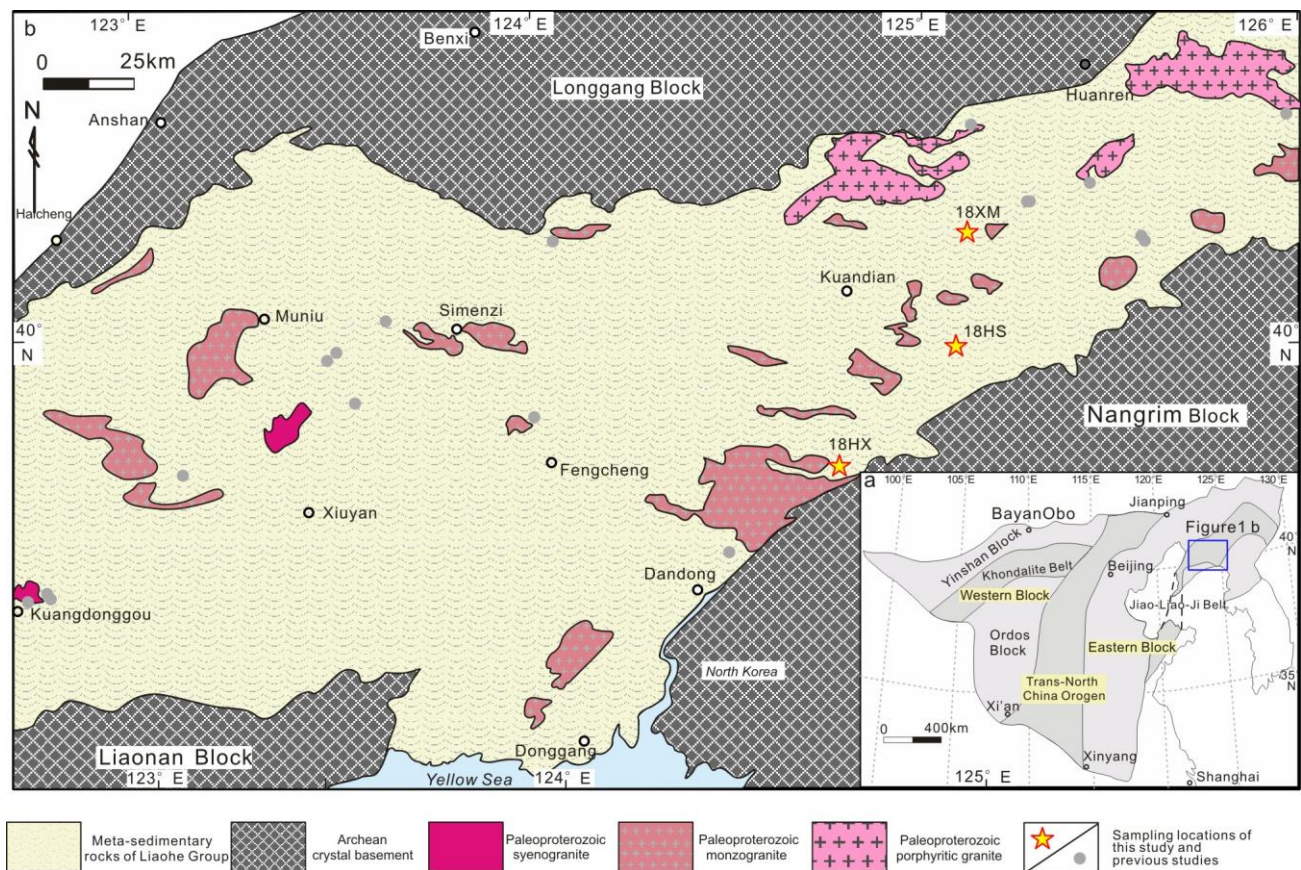 b
123° E
124° E
125° E
126° E
0 25km
Benxi
Longgang Block
Huanren
N
Anshan
Haicheng
18XM
Kuandian
Muniu
Simenzi
40°
N
18HS
40°
N
Nangrim Block
18HX
Fengcheng
Xiuyan
Dandong
Kuangdonggou
North Korea
Donggang
Liaonan Block
123° E
Yellow Sea
124° E
125° E
a
100°E
105°E
110°E
115°E
120°E
125°E
130°E
Jianping
BayanObo
Figure1 b
40°
N
Yinshan Block
Khondalite Belt
Beijing
Western Block
Jiao-Liao-Ji Belt
Ordos
Block
Eastern Block
35°
N
Trans-North
China Orogen
Xi'an
0 400km
Xinyang
Shanghai
Meta-sedimentary
rocks of Liaohe Group
Archean
crystal basement
Paleoproterozoic
syenogranite
Paleoproterozoic
monzogranite
Paleoproterozoic
porphyritic granite
Sampling locations of
this study and
previous studies